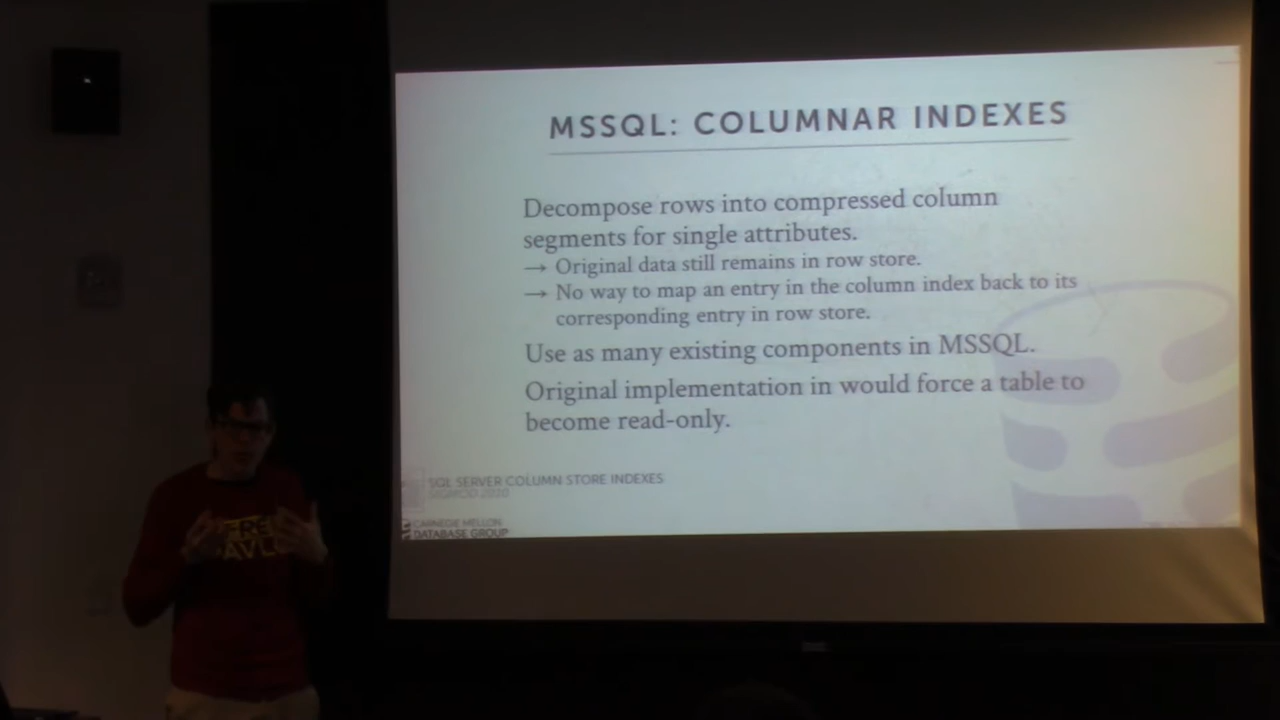 MSSQL: COLUMNAR INDEXES
Decompose rows into compressed column
segments for single attributes.
→ Original data still remains in row store.
→ No way to map an entry in the column index back to its
corresponding entry in row store.
Use as many existing components in MSSQL.
Original implementation in would force a table to
become read-only.
SQL SERVER COLUMN STORE INDEXES
SIGMOD 2010
CARNEGIE MELLON
DATABASE GROUP